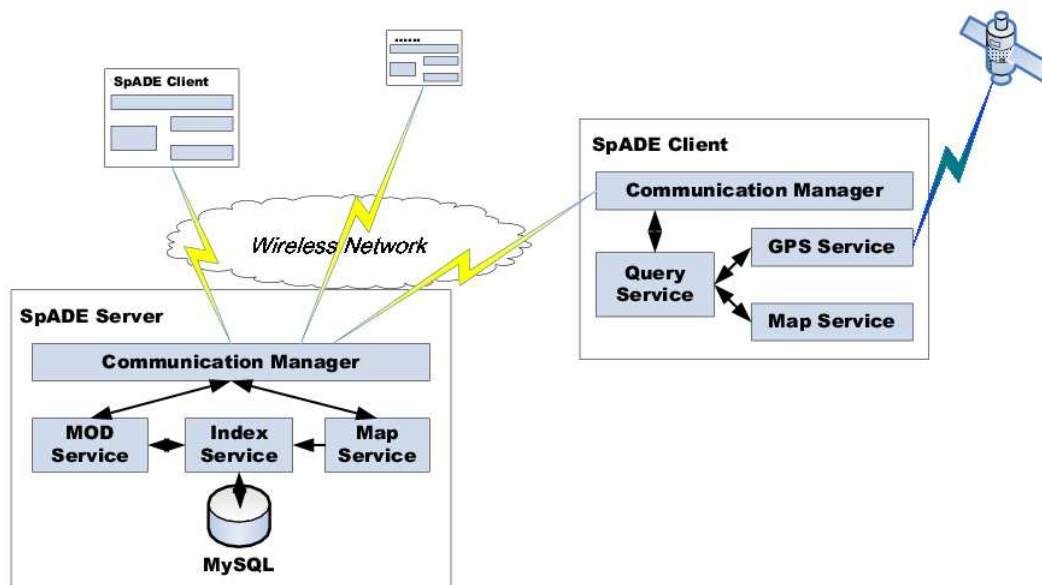 ......
SpADE Client
SpADE Client
Communication Manager
Wireless Network
GPS Service
Query
Service
Map Service
SpADE Server
Communication Manager
MOD
Service
Index
Service
Map
Service
MySQL